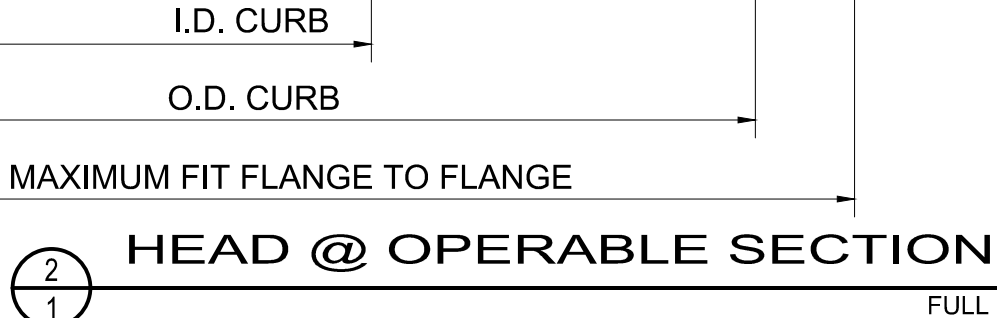 I.D. CURB
O.D. CURB
MAXIMUM FIT FLANGE TO FLANGE
2
HEAD @ OPERABLE SECTION
1
FULL